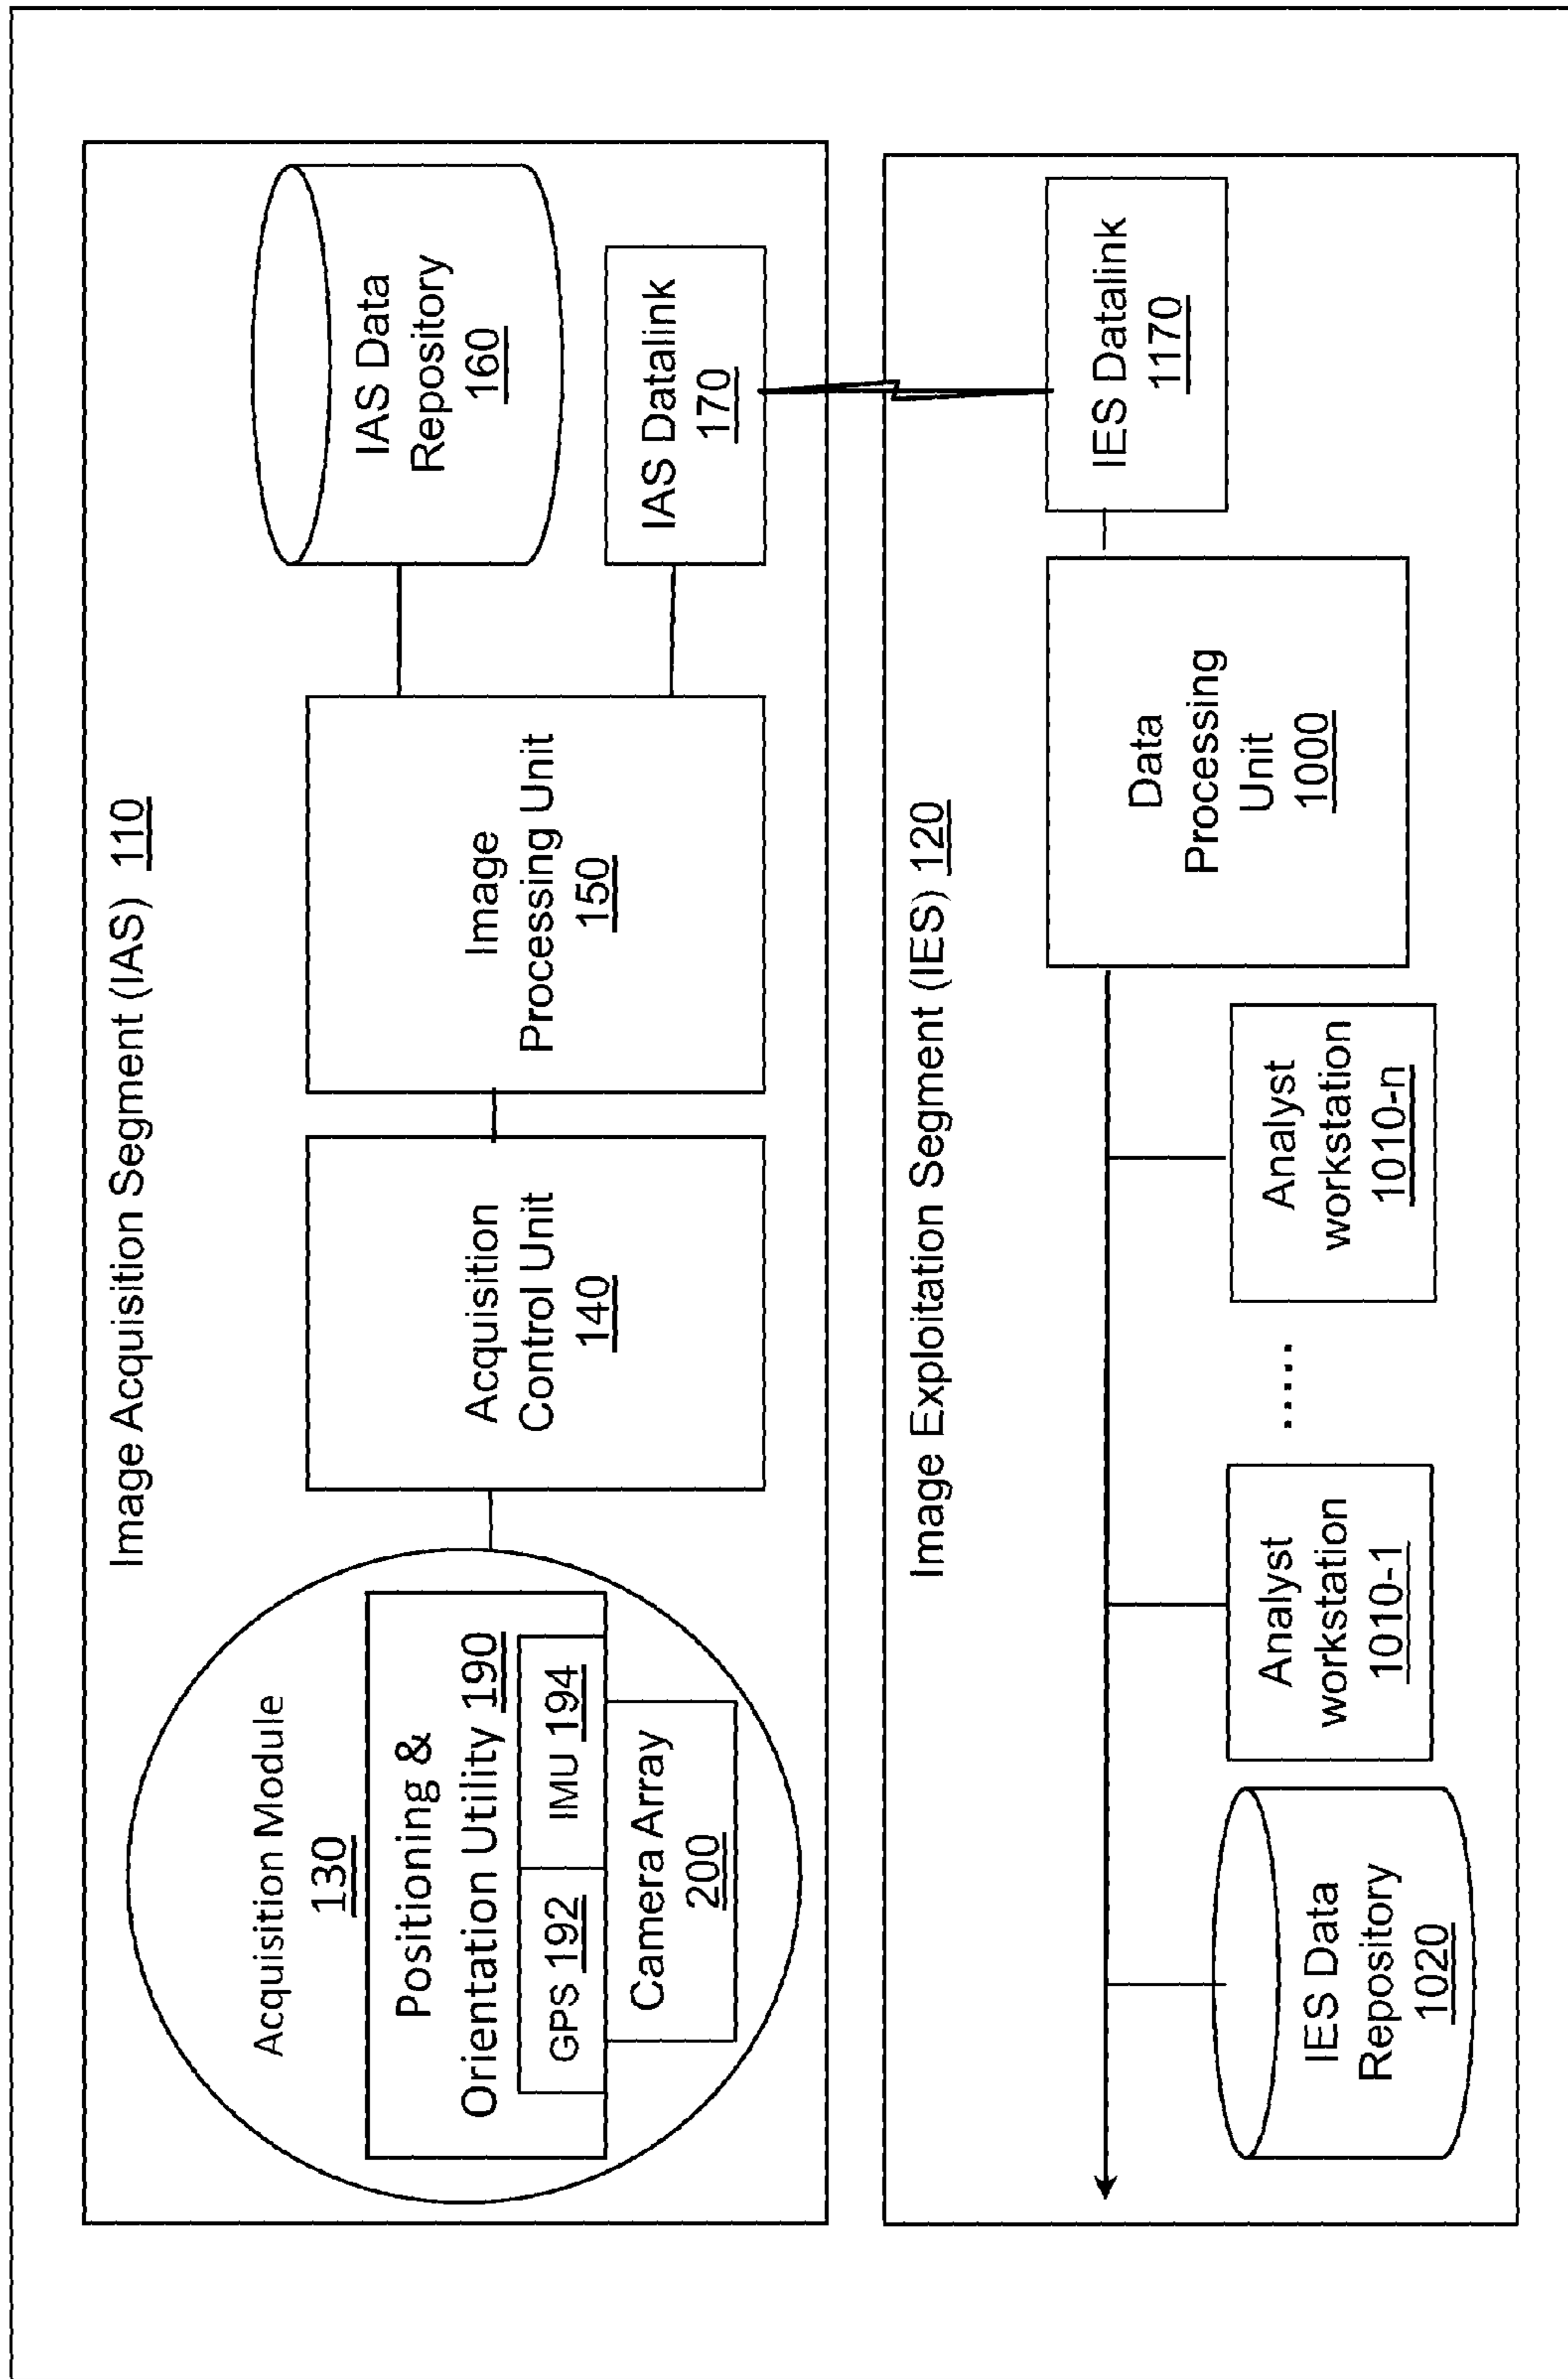 Image Acquisition Segment (IAS) 110
Acquisition Module
130
Positioning &
Orientation Utility 190
GPS 192
IMU 194
Camera Array
200
Acquisition
Control Unit
140
Image
Processing Unit
150
IAS Data
Repository
160
IAS Datalink
170
Image Exploitation Segment (IES) 120
IES Data
Repository
1020
Analyst
workstation
1010-1
.....
Analyst
workstation
1010-n
Data
Processing
Unit
1000
IES Datalink
1170